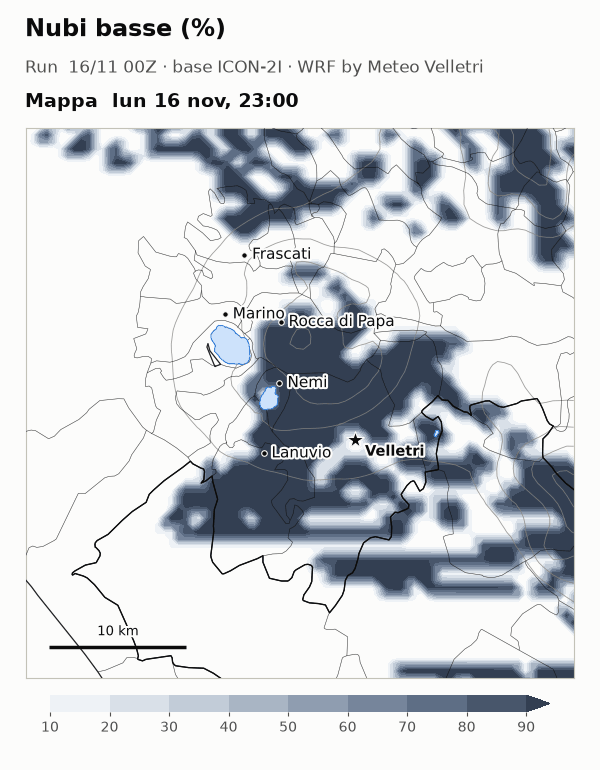 Nubi basse (%)
Run  16/11 00Z · base ICON-2I · WRF by Meteo Velletri
Mappa  lun 16 nov, 23:00
Frascati
Marino
Rocca di Papa
Nemi
Velletri
Lanuvio
10 km
10 20 30 40 50 60 70 80 90